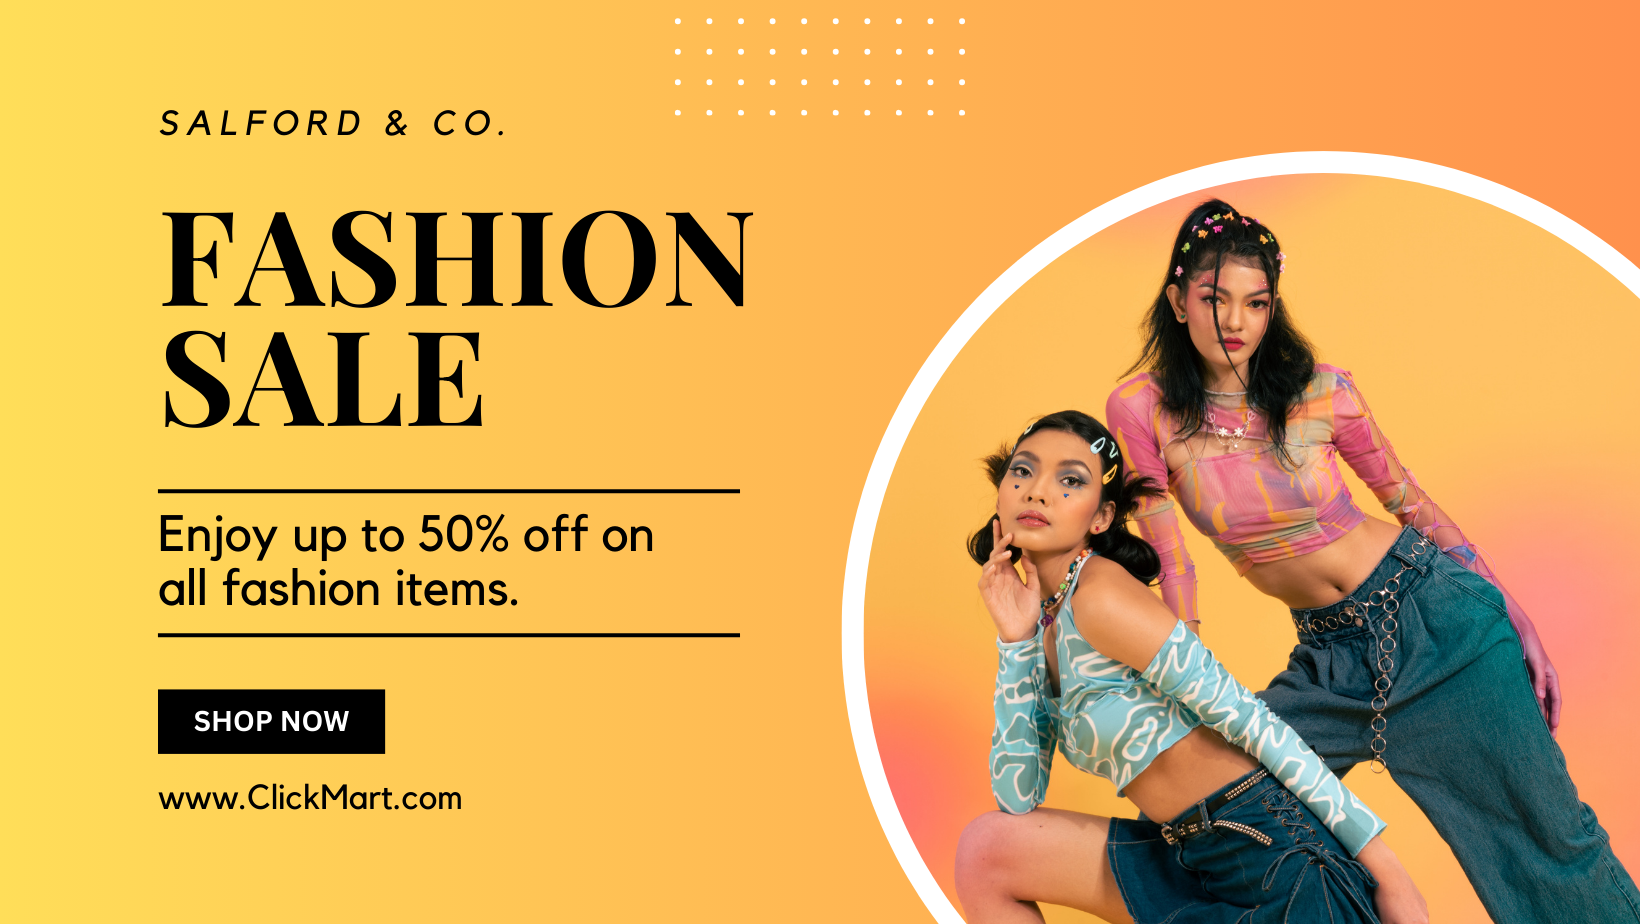 SALFORD & CO.
FASHION
SALE
Enjoy up to 50% off on
all fashion items.
SHOP NOW
www.ClickMart.com